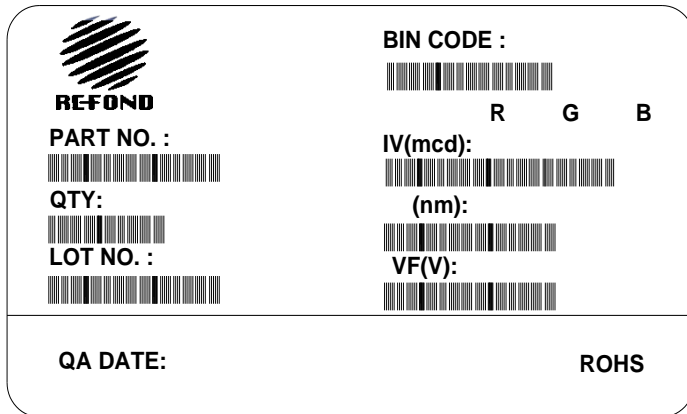 REFOND
BIN CODE :
R G B
PART NO. :
IV(mcd):
QTY:
(nm):
LOT NO. :
VF(V):
QA DATE:
ROHS